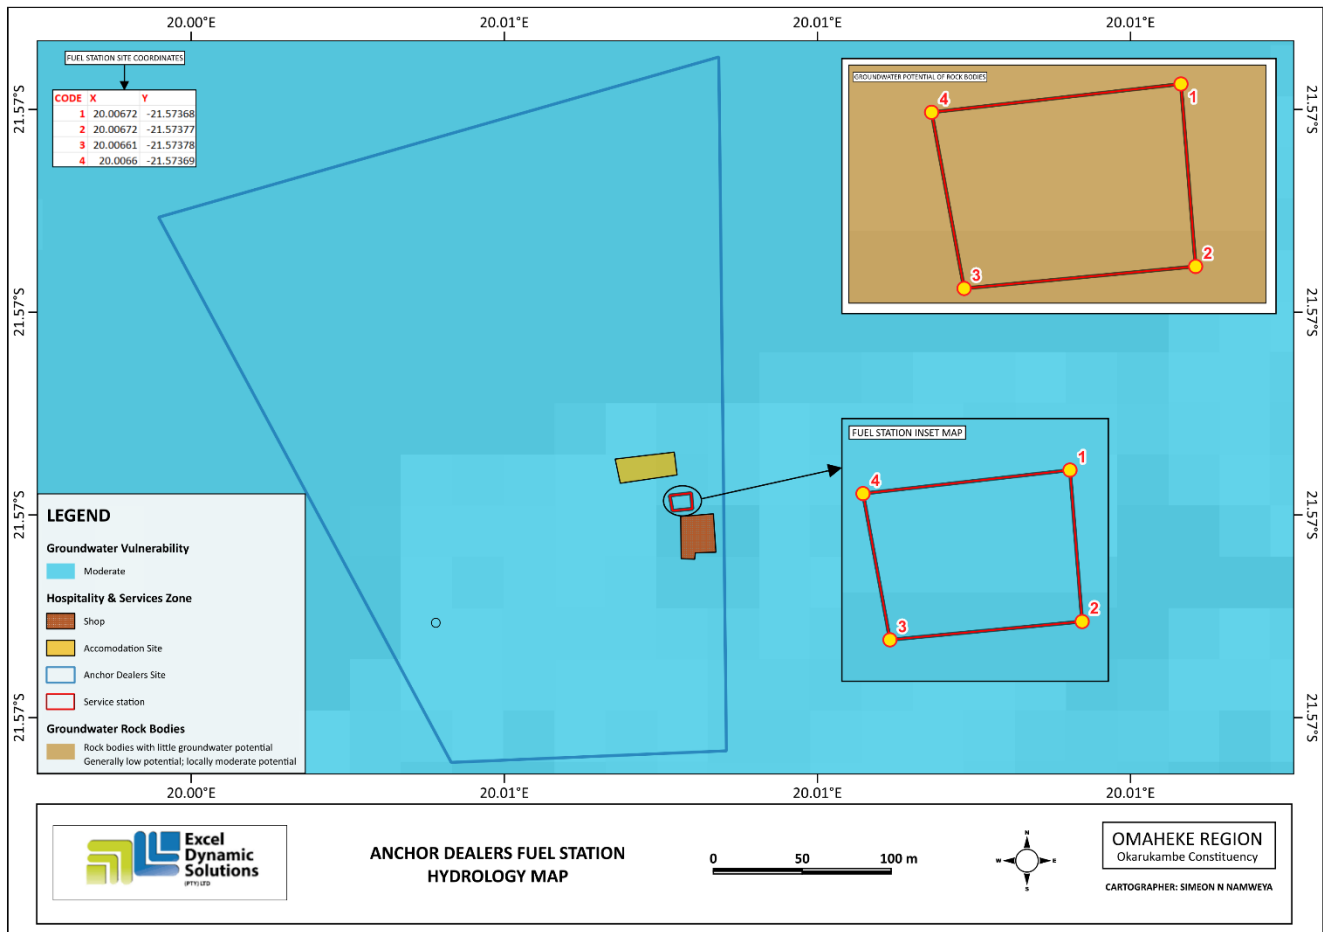 20.00°E 20.01°E 20.01°E 20.01°E
FUEL STATION SITE COORDINATES
CODE X Y
1 20.00672 -21.57368
2 20.00672 -21.57377
3 20.00661 -21.57378
4 20.0066 -21.57369
GROUNDWATER POTENTIAL OF ROCK BODIES
4
1
2
3
21.57°S 21.57°S
21.57°S 21.57°S
21.57°S 21.57°S
21.57°S 21.57°S
FUEL STATION INSET MAP
1
4
2
3
LEGEND
Groundwater Vulnerability
Moderate
Hospitality & Services Zone
Shop
Accomodation Site
Anchor Dealers Site
Service station
Groundwater Rock Bodies
Rock bodies with little groundwater potential
Generally low potential; locally moderate potential
20.00°E 20.01°E 20.01°E 20.01°E
Excel
Dynamic
Solutions
(PTY) LTD
ANCHOR DEALERS FUEL STATION
HYDROLOGY MAP
0 50 100 m
N
W E
S
OMAHEKE REGION
Okarukambe Constituency
CARTOGRAPHER: SIMEON N NAMWEYA